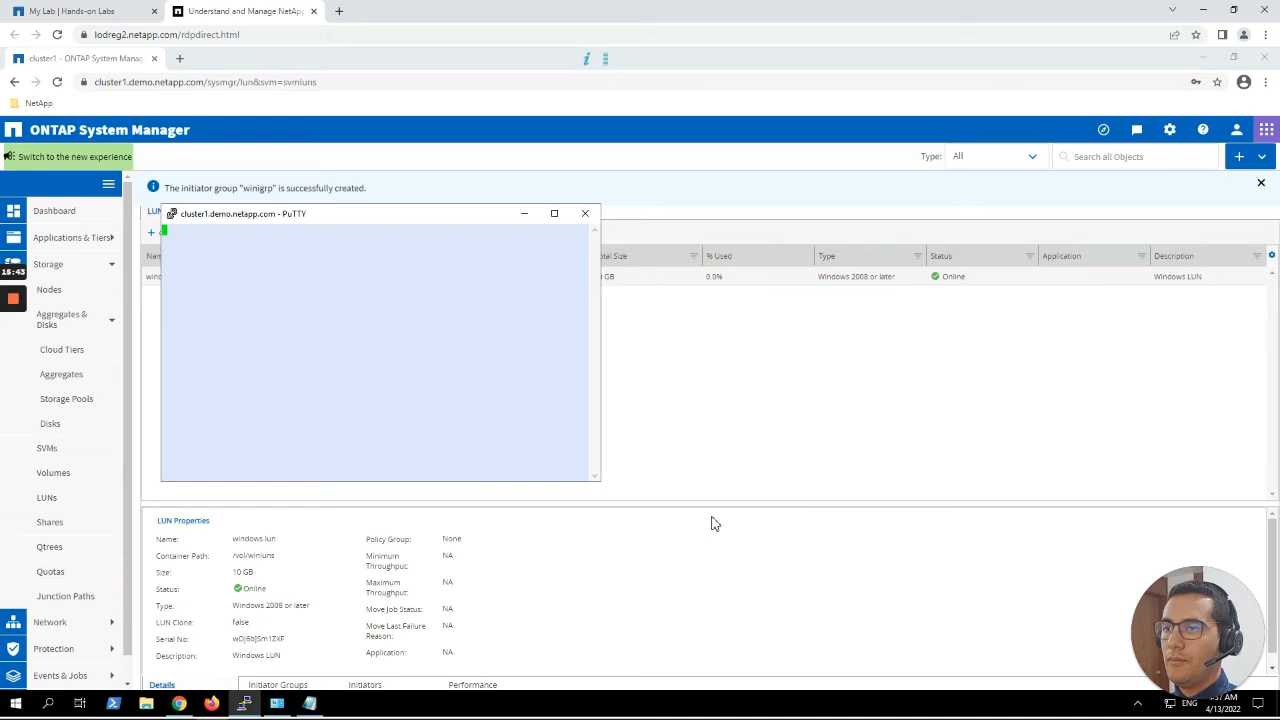 My Lab | Hands-on Labs
Understand and Manage NetAp
lodreg2.netapp.com/rdpdirect.html
cluster1 - ONTAP System Manag
cluster1.demo.netapp.com/sysmgr/lun&svm=svmluns
NetApp
ONTAP System Manager
Switch to the new experience
Type: All
Search all Objects
The initiator group "winigrp" is successfully created.
Dashboard
Applications & Tiers
Storage
15:43
Nodes
Aggregates &
Disks
Cloud Tiers
Aggregates
Storage Pools
Disks
SVMs
Volumes
LUNs
Shares
Qtrees
Quotas
Junction Paths
Network
Protection
Events & Jobs
cluster1.demo.netapp.com - PuTTY
% Used
Type
Status
Application
Description
0.0%
Windows 2008 or later
Online
Windows LUN
LUN Properties
Name: windows.lun
Container Path: /vol/winluns
Size: 10 GB
Status: Online
Type: Windows 2008 or later
LUN Clone: false
Description: Windows LUN
Policy Group: None
Minimum
Throughput: NA
Maximum
Throughput: NA
Move Job Status: NA
Move Last Failure
Reason: NA
Application: NA
Details
Initiator Groups
Initiators
Performance
ENG
4/13/2022